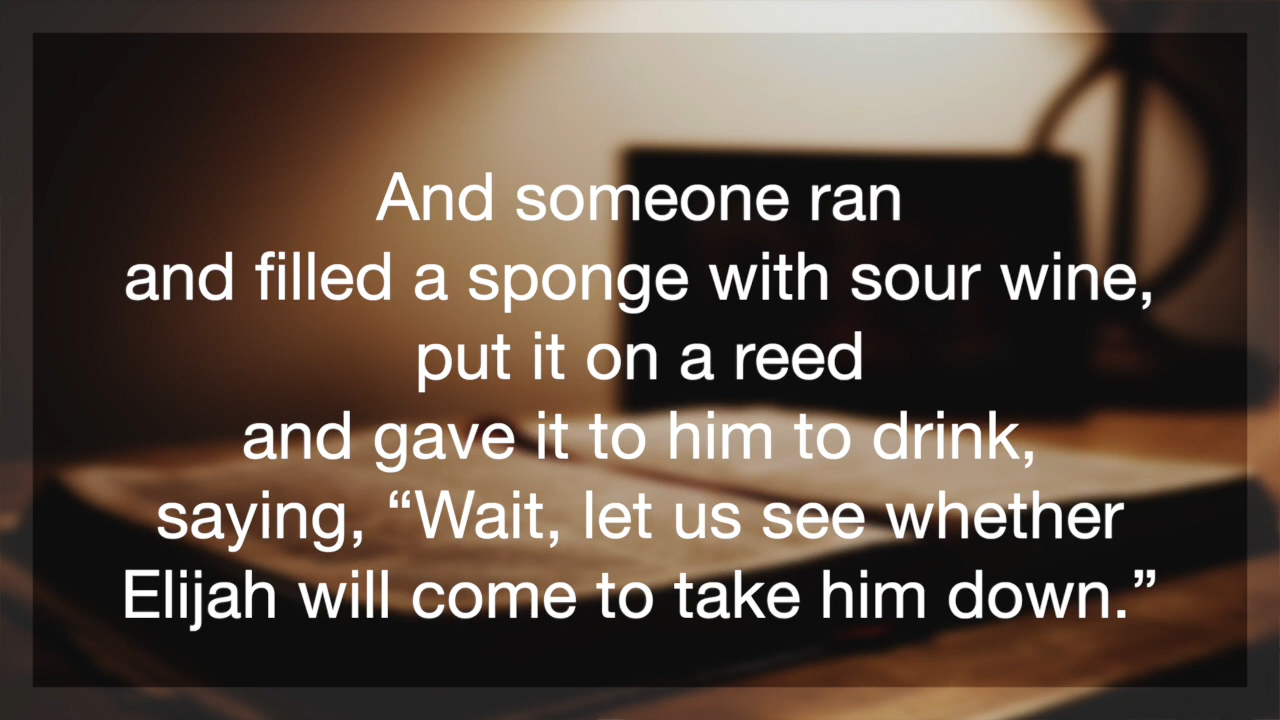 And someone ran
and filled a sponge with sour wine,
put it on a reed
and gave it to him to drink,
saying, “Wait, let us see whether
Elijah will come to take him down.”